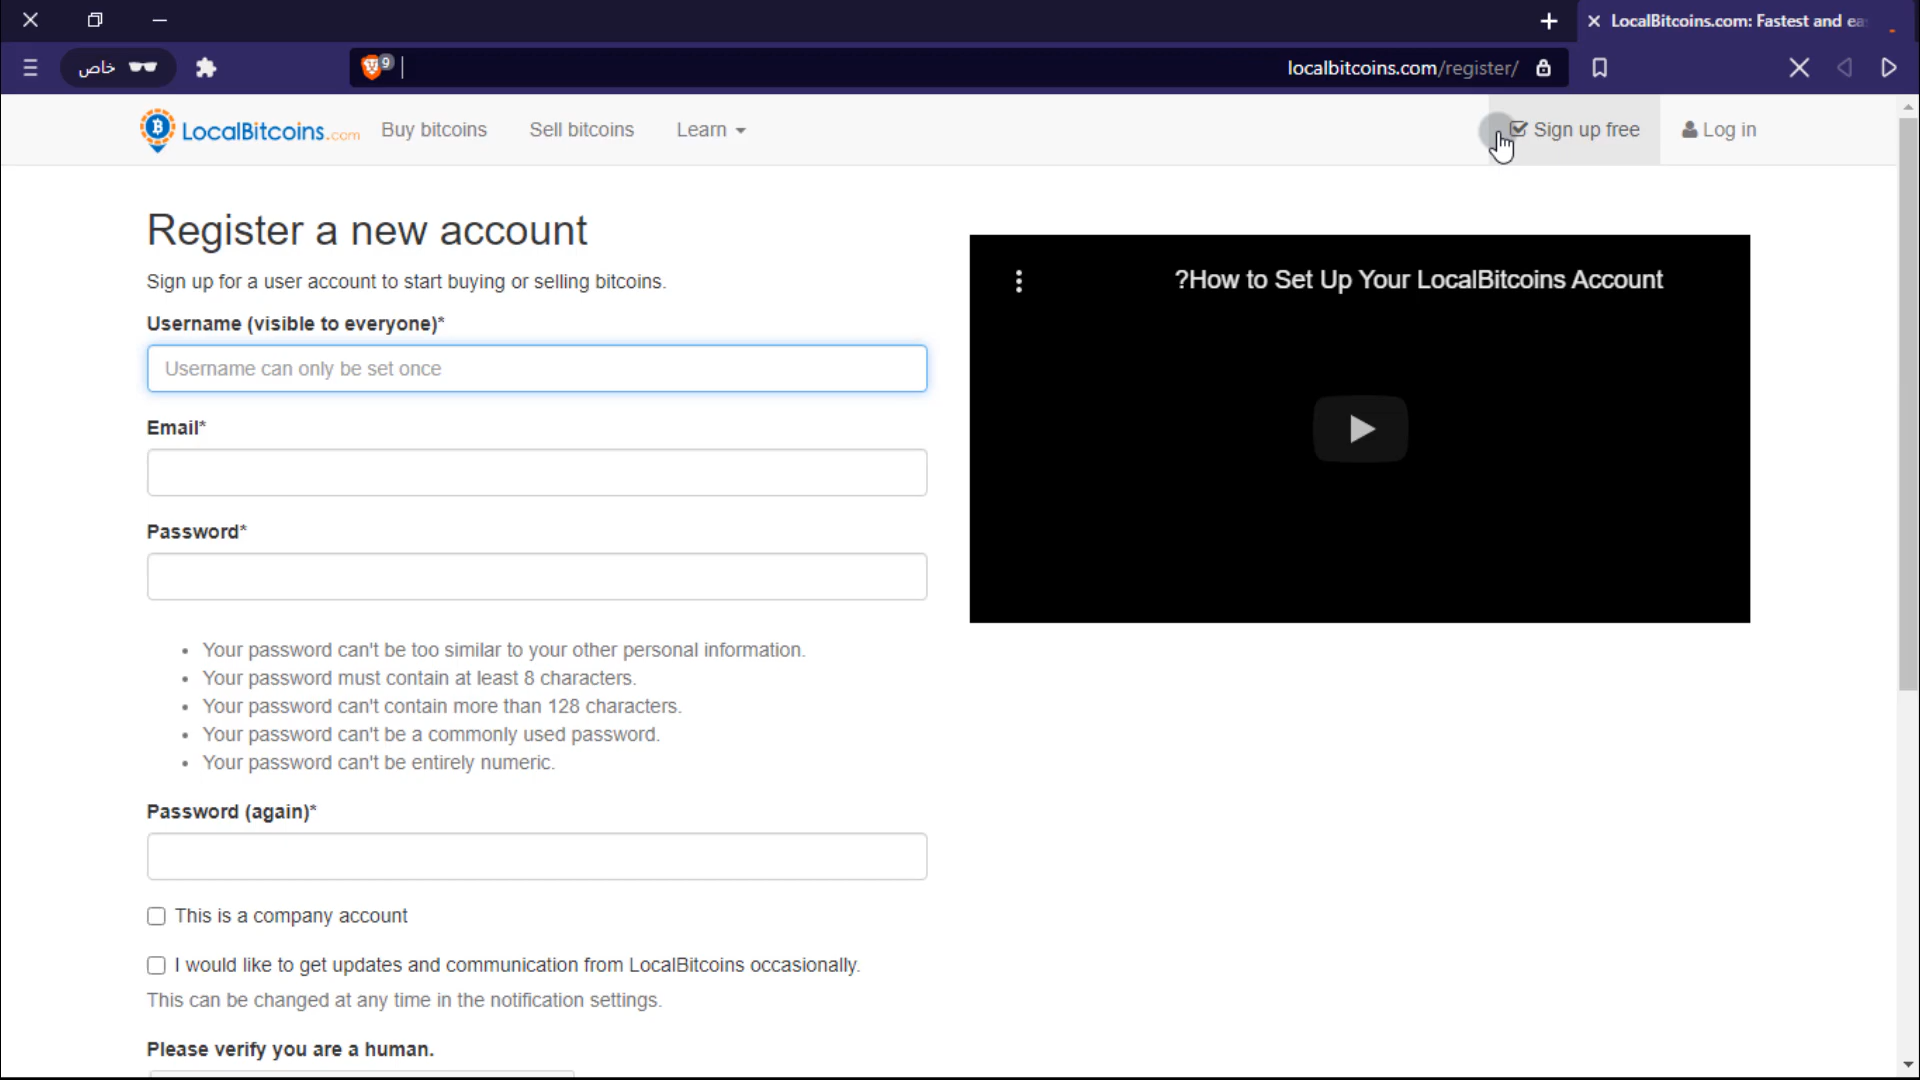 LocalBitcoins.com: Fastest and ea
خاص
9
localbitcoins.com/register/
LocalBitcoins.com
Buy bitcoins
Sell bitcoins
Learn
Sign up free
Log in
Register a new account
Sign up for a user account to start buying or selling bitcoins.
Username (visible to everyone)*
Username can only be set once
Email*
Password*
• Your password can't be too similar to your other personal information.
• Your password must contain at least 8 characters.
• Your password can't contain more than 128 characters.
• Your password can't be a commonly used password.
• Your password can't be entirely numeric.
Password (again)*
This is a company account
I would like to get updates and communication from LocalBitcoins occasionally.
This can be changed at any time in the notification settings.
Please verify you are a human.
?How to Set Up Your LocalBitcoins Account